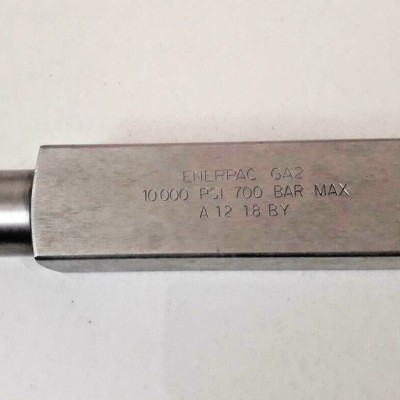 ENERPAC GA2
10000 PSI 700 BAR MAX
A 12 18 BY